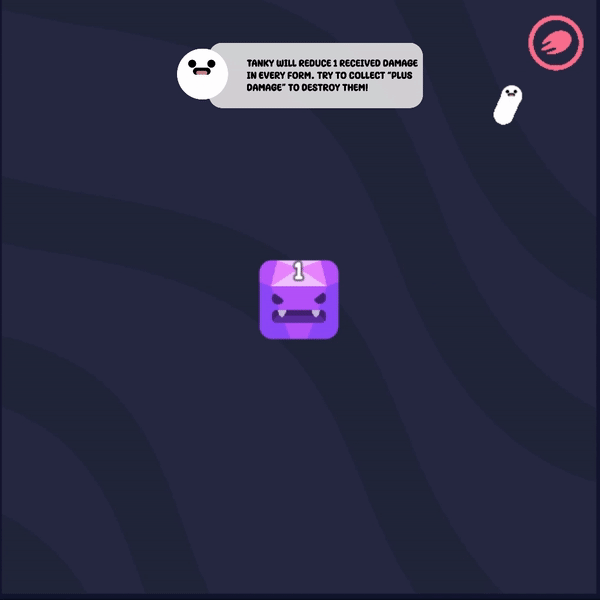 TANKY WILL REDUCE 1 RECEIVED DAMAGE
IN EVERY FORM. TRY TO COLLECT "PLUS
DAMAGE" TO DESTROY THEM!
1